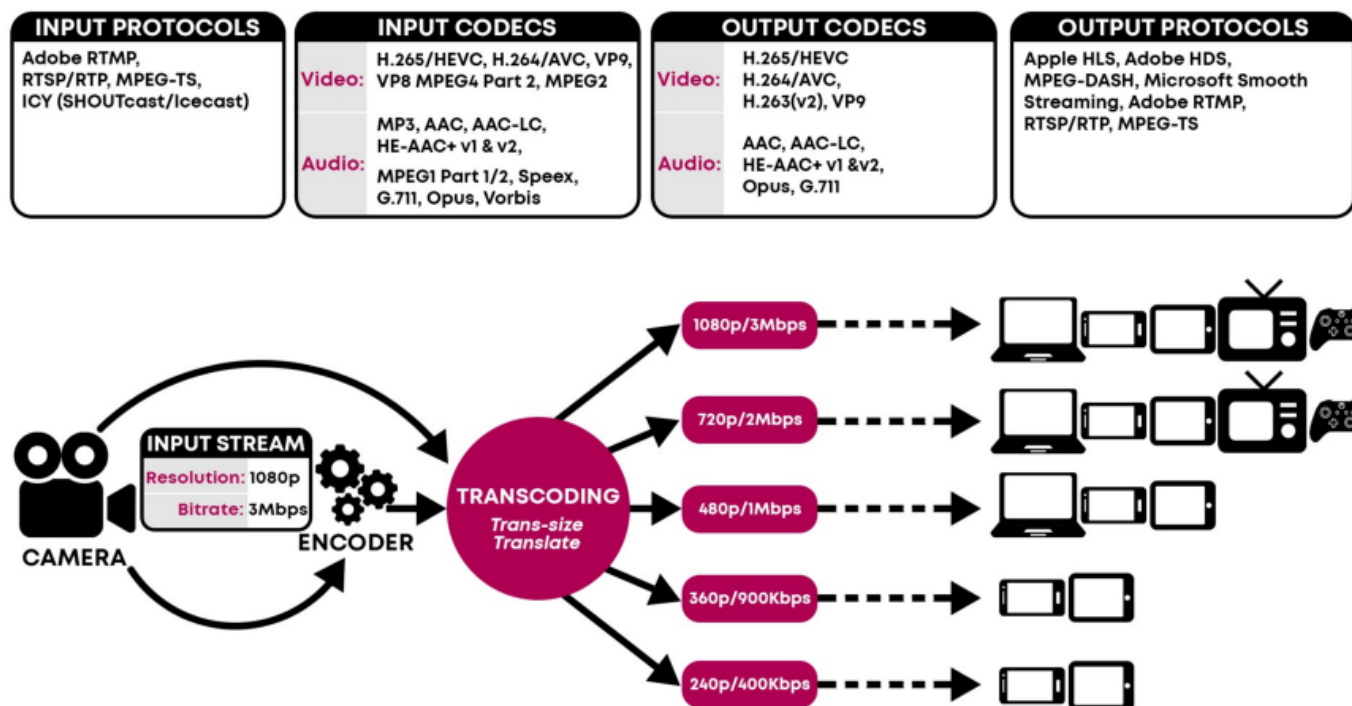 INPUT PROTOCOLS
Adobe RTMP,
RTSP/RTP, MPEG-TS,
ICY (SHOUTcast/Icecast)
INPUT CODECS
Video:
H.265/HEVC, H.264/AVC, VP9,
VP8 MPEG4 Part 2, MPEG2
Audio:
MP3, AAC, AAC-LC,
HE-AAC+ v1 & v2,
MPEG1 Part 1/2, Speex,
G.711, Opus, Vorbis
OUTPUT CODECS
Video:
H.265/HEVC
H.264/AVC,
H.263(v2), VP9
Audio:
AAC, AAC-LC,
HE-AAC+ v1 &v2,
Opus, G.711
OUTPUT PROTOCOLS
Apple HLS, Adobe HDS,
MPEG-DASH, Microsoft Smooth
Streaming, Adobe RTMP,
RTSP/RTP, MPEG-TS
CAMERA
INPUT STREAM
Resolution: 1080p
Bitrate: 3Mbps
ENCODER
TRANSCODING
Trans-size
Translate
1080p/3Mbps
720p/2Mbps
480p/1Mbps
360p/900Kbps
240p/400Kbps